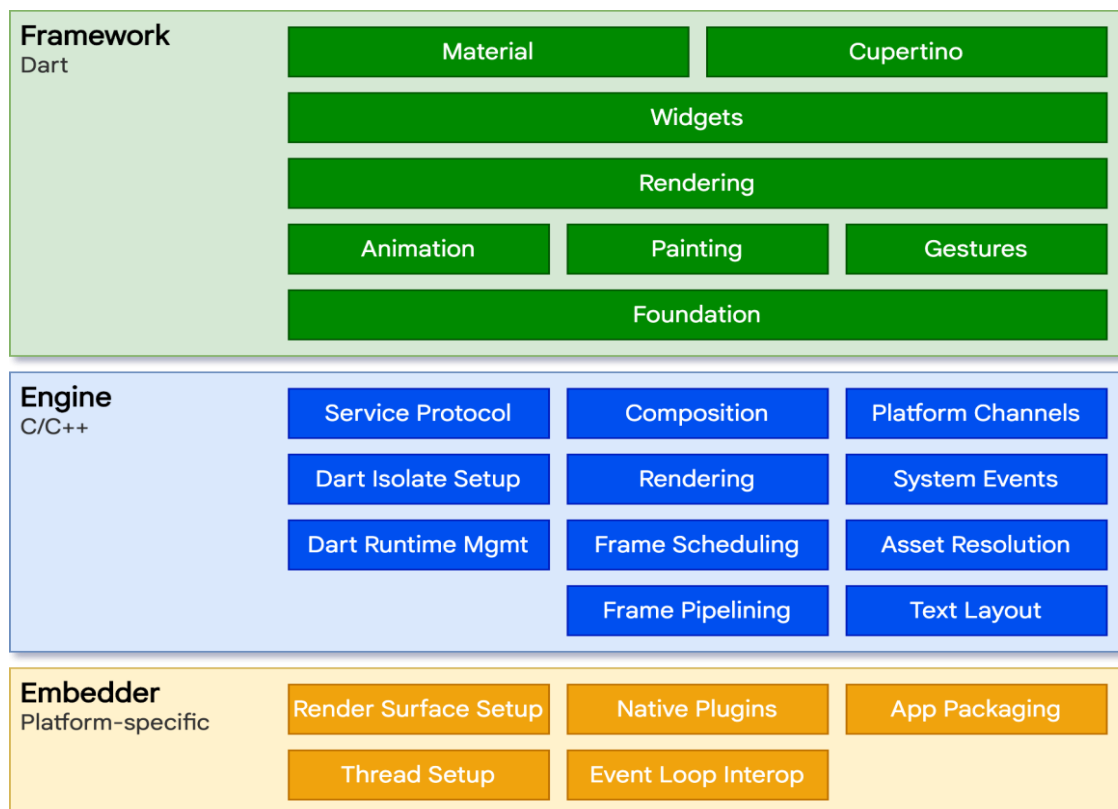 Framework
Dart
Material
Cupertino
Widgets
Rendering
Animation
Painting
Gestures
Foundation
Engine
C/C++
Service Protocol
Composition
Platform Channels
Dart Isolate Setup
Rendering
System Events
Dart Runtime Mgmt
Frame Scheduling
Asset Resolution
Frame Pipelining
Text Layout
Embedder
Platform-specific
Render Surface Setup
Native Plugins
App Packaging
Thread Setup
Event Loop Interop